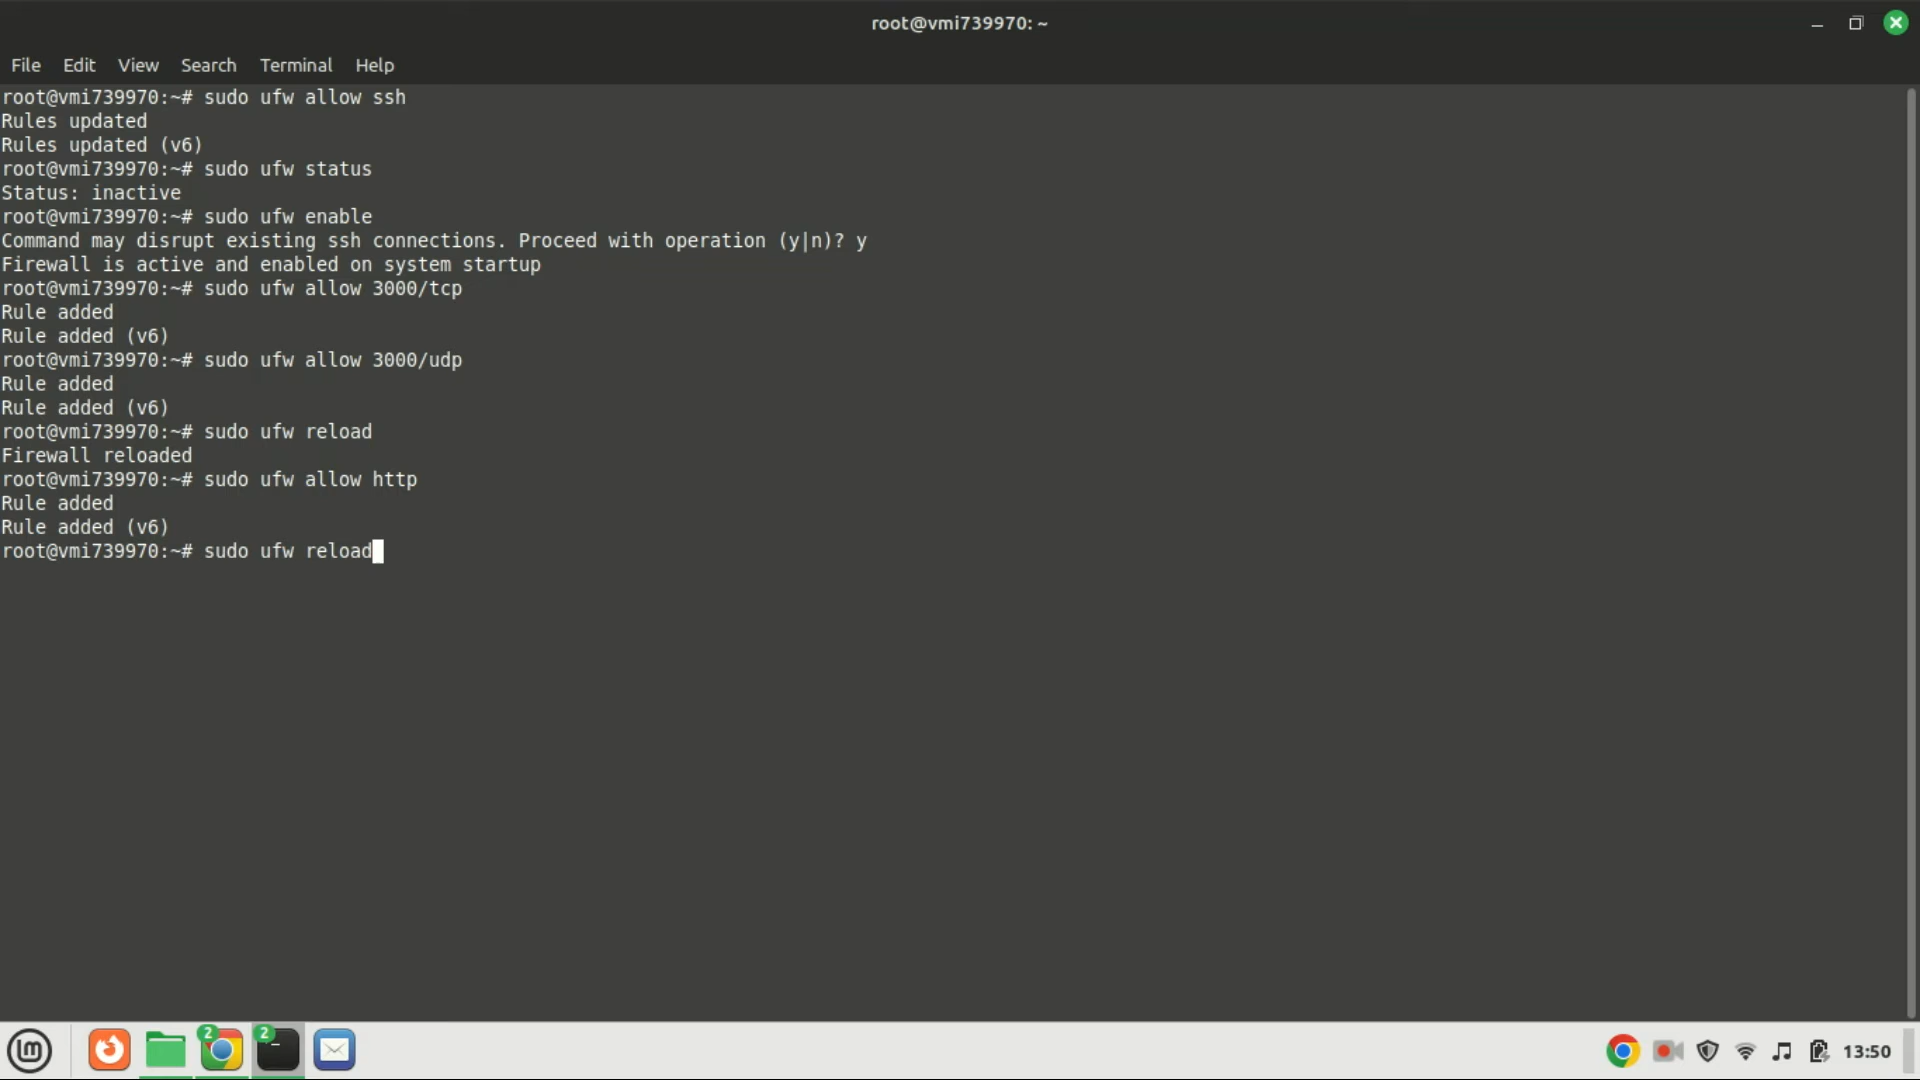 root@vmi739970: ~
File Edit View Search Terminal Help
root@vmi739970:~# sudo ufw allow ssh
Rules updated
Rules updated (v6)
root@vmi739970:~# sudo ufw status
Status: inactive
root@vmi739970:~# sudo ufw enable
Command may disrupt existing ssh connections. Proceed with operation (y|n)? y
Firewall is active and enabled on system startup
root@vmi739970:~# sudo ufw allow 3000/tcp
Rule added
Rule added (v6)
root@vmi739970:~# sudo ufw allow 3000/udp
Rule added
Rule added (v6)
root@vmi739970:~# sudo ufw reload
Firewall reloaded
root@vmi739970:~# sudo ufw allow http
Rule added
Rule added (v6)
root@vmi739970:~# sudo ufw reload
2 2 13:50